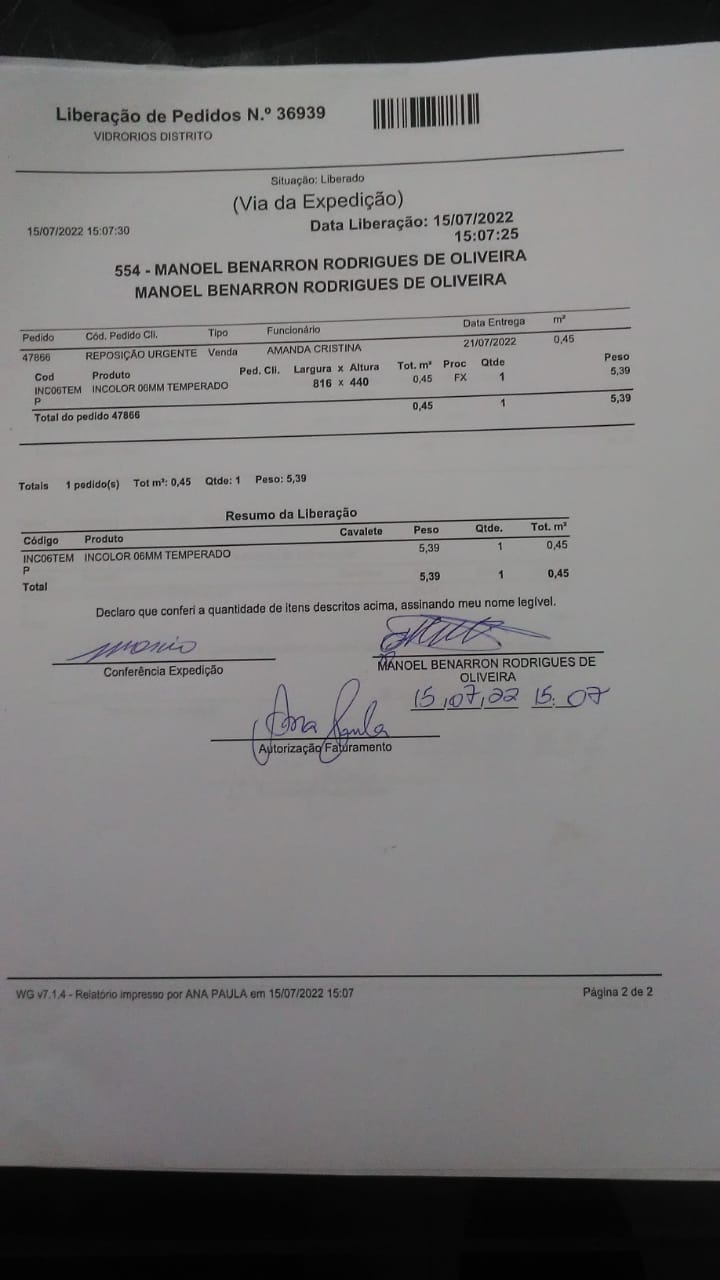 Liberação de Pedidos N.º 36939
VIDRORIOS DISTRITO
Situação: Liberado
(Via da Expedição)
15/07/2022 15:07:30
Data Liberação: 15/07/2022
15:07:25
554 - MANOEL BENARRON RODRIGUES DE OLIVEIRA
MANOEL BENARRON RODRIGUES DE OLIVEIRA
Pedido Cód. Pedido Cli. Tipo Funcionário Data Entrega m²
47866 REPOSIÇÃO URGENTE Venda AMANDA CRISTINA 21/07/2022 0,45
Cod Produto Ped. Cli. Largura x Altura Tot. m² Proc Qtde Peso
INC06TEM INCOLOR 06MM TEMPERADO 816 x 440 0,45 FX 1 5,39
P
Total do pedido 47866 0,45 1 5,39
Totais 1 pedido(s) Tot m²: 0,45 Qtde: 1 Peso: 5,39
Resumo da Liberação
Código Produto Cavalete Peso Qtde. Tot. m²
INC06TEM INCOLOR 06MM TEMPERADO 5,39 1 0,45
P
Total 5,39 1 0,45
Declaro que conferi a quantidade de itens descritos acima, assinando meu nome legível.
Conferência Expedição
MANOEL BENARRON RODRIGUES DE
OLIVEIRA
15,07,22 15:07
Ana Paula
Autorização Faturamento
WG v7.1.4 - Relatório impresso por ANA PAULA em 15/07/2022 15:07 Página 2 de 2